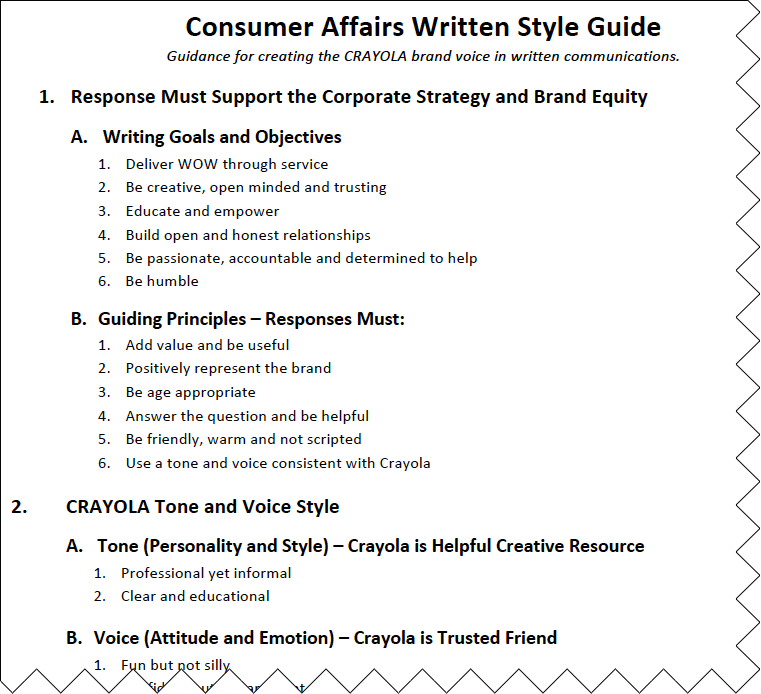 Consumer Affairs Written Style Guide
Guidance for creating the CRAYOLA brand voice in written communications.
1. Response Must Support the Corporate Strategy and Brand Equity
A. Writing Goals and Objectives
1. Deliver WOW through service
2. Be creative, open minded and trusting
3. Educate and empower
4. Build open and honest relationships
5. Be passionate, accountable and determined to help
6. Be humble
B. Guiding Principles – Responses Must:
1. Add value and be useful
2. Positively represent the brand
3. Be age appropriate
4. Answer the question and be helpful
5. Be friendly, warm and not scripted
6. Use a tone and voice consistent with Crayola
2. CRAYOLA Tone and Voice Style
A. Tone (Personality and Style) – Crayola is Helpful Creative Resource
1. Professional yet informal
2. Clear and educational
B. Voice (Attitude and Emotion) – Crayola is Trusted Friend
1. Fun but not silly